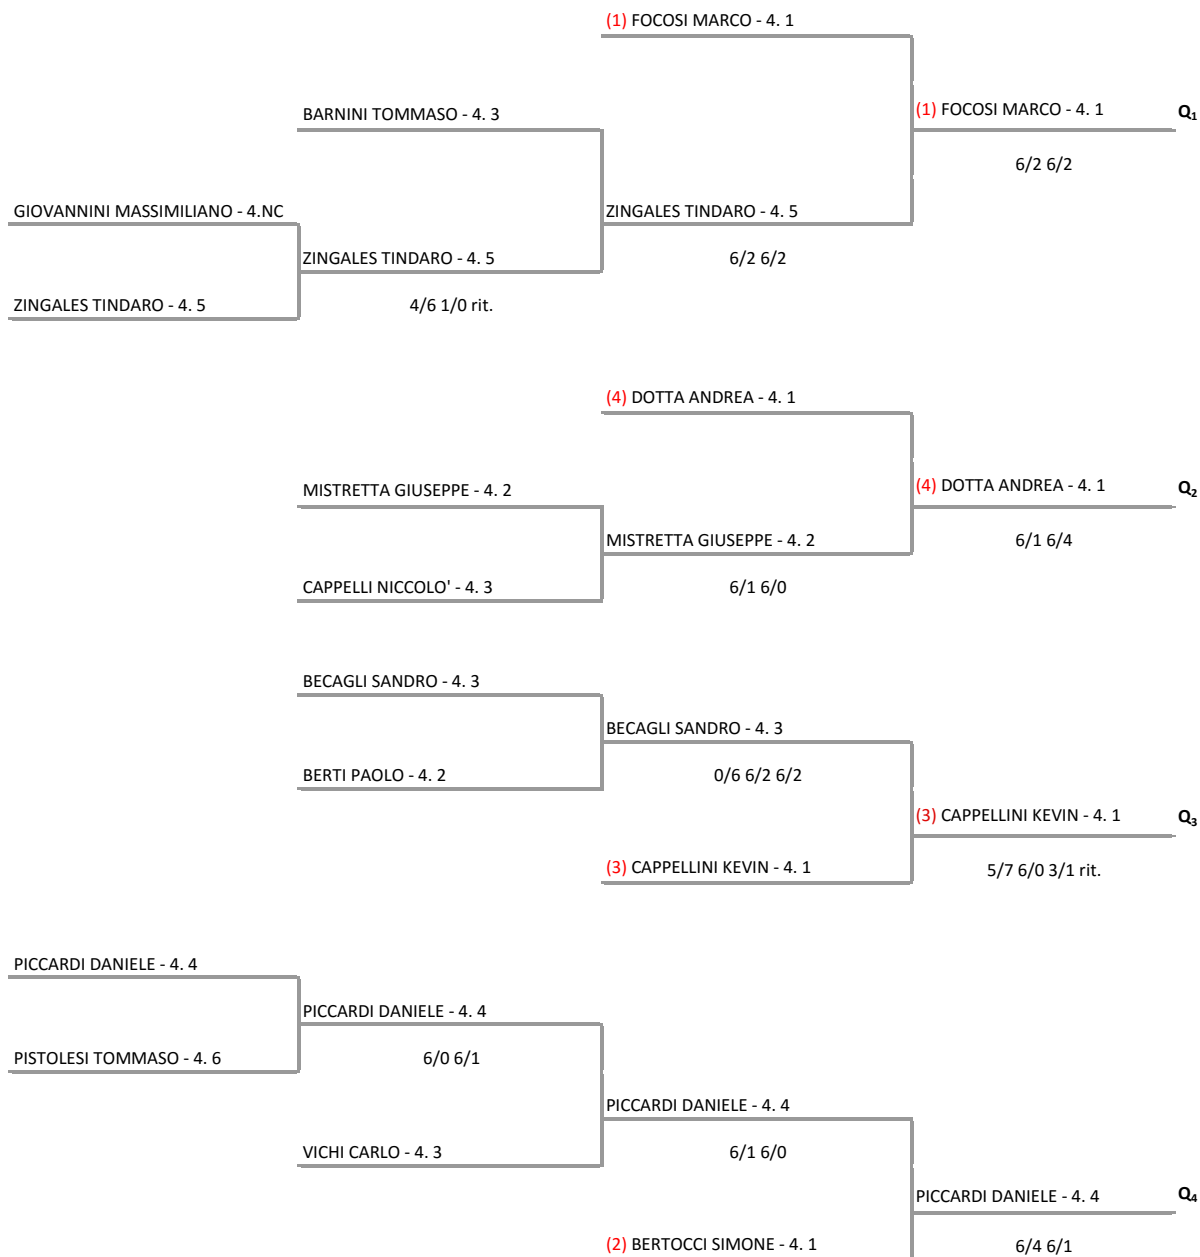 (1) FOCOSI MARCO - 4. 1
BARNINI TOMMASO - 4. 3
(1) FOCOSI MARCO - 4. 1
Q1
6/2 6/2
GIOVANNINI MASSIMILIANO - 4.NC
ZINGALES TINDARO - 4. 5
ZINGALES TINDARO - 4. 5
6/2 6/2
ZINGALES TINDARO - 4. 5
4/6 1/0 rit.
(4) DOTTA ANDREA - 4. 1
MISTRETTA GIUSEPPE - 4. 2
(4) DOTTA ANDREA - 4. 1
Q2
MISTRETTA GIUSEPPE - 4. 2
6/1 6/4
CAPPELLI NICCOLO' - 4. 3
6/1 6/0
BECAGLI SANDRO - 4. 3
BECAGLI SANDRO - 4. 3
BERTI PAOLO - 4. 2
0/6 6/2 6/2
(3) CAPPELLINI KEVIN - 4. 1
Q3
(3) CAPPELLINI KEVIN - 4. 1
5/7 6/0 3/1 rit.
PICCARDI DANIELE - 4. 4
PICCARDI DANIELE - 4. 4
PISTOLESI TOMMASO - 4. 6
6/0 6/1
PICCARDI DANIELE - 4. 4
VICHI CARLO - 4. 3
6/1 6/0
PICCARDI DANIELE - 4. 4
Q4
(2) BERTOCCI SIMONE - 4. 1
6/4 6/1